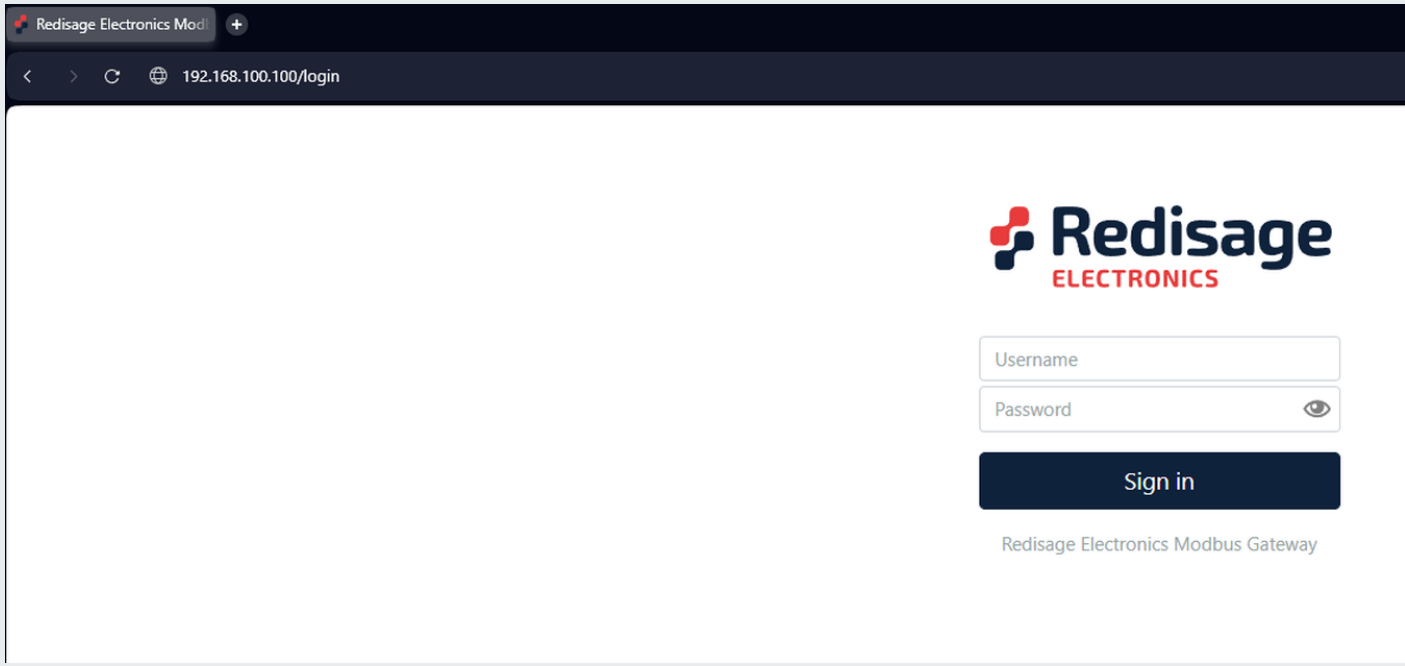 Redisage Electronics Mod
192.168.100.100/login
Redisage
ELECTRONICS
Username
Password
Sign in
Redisage Electronics Modbus Gateway